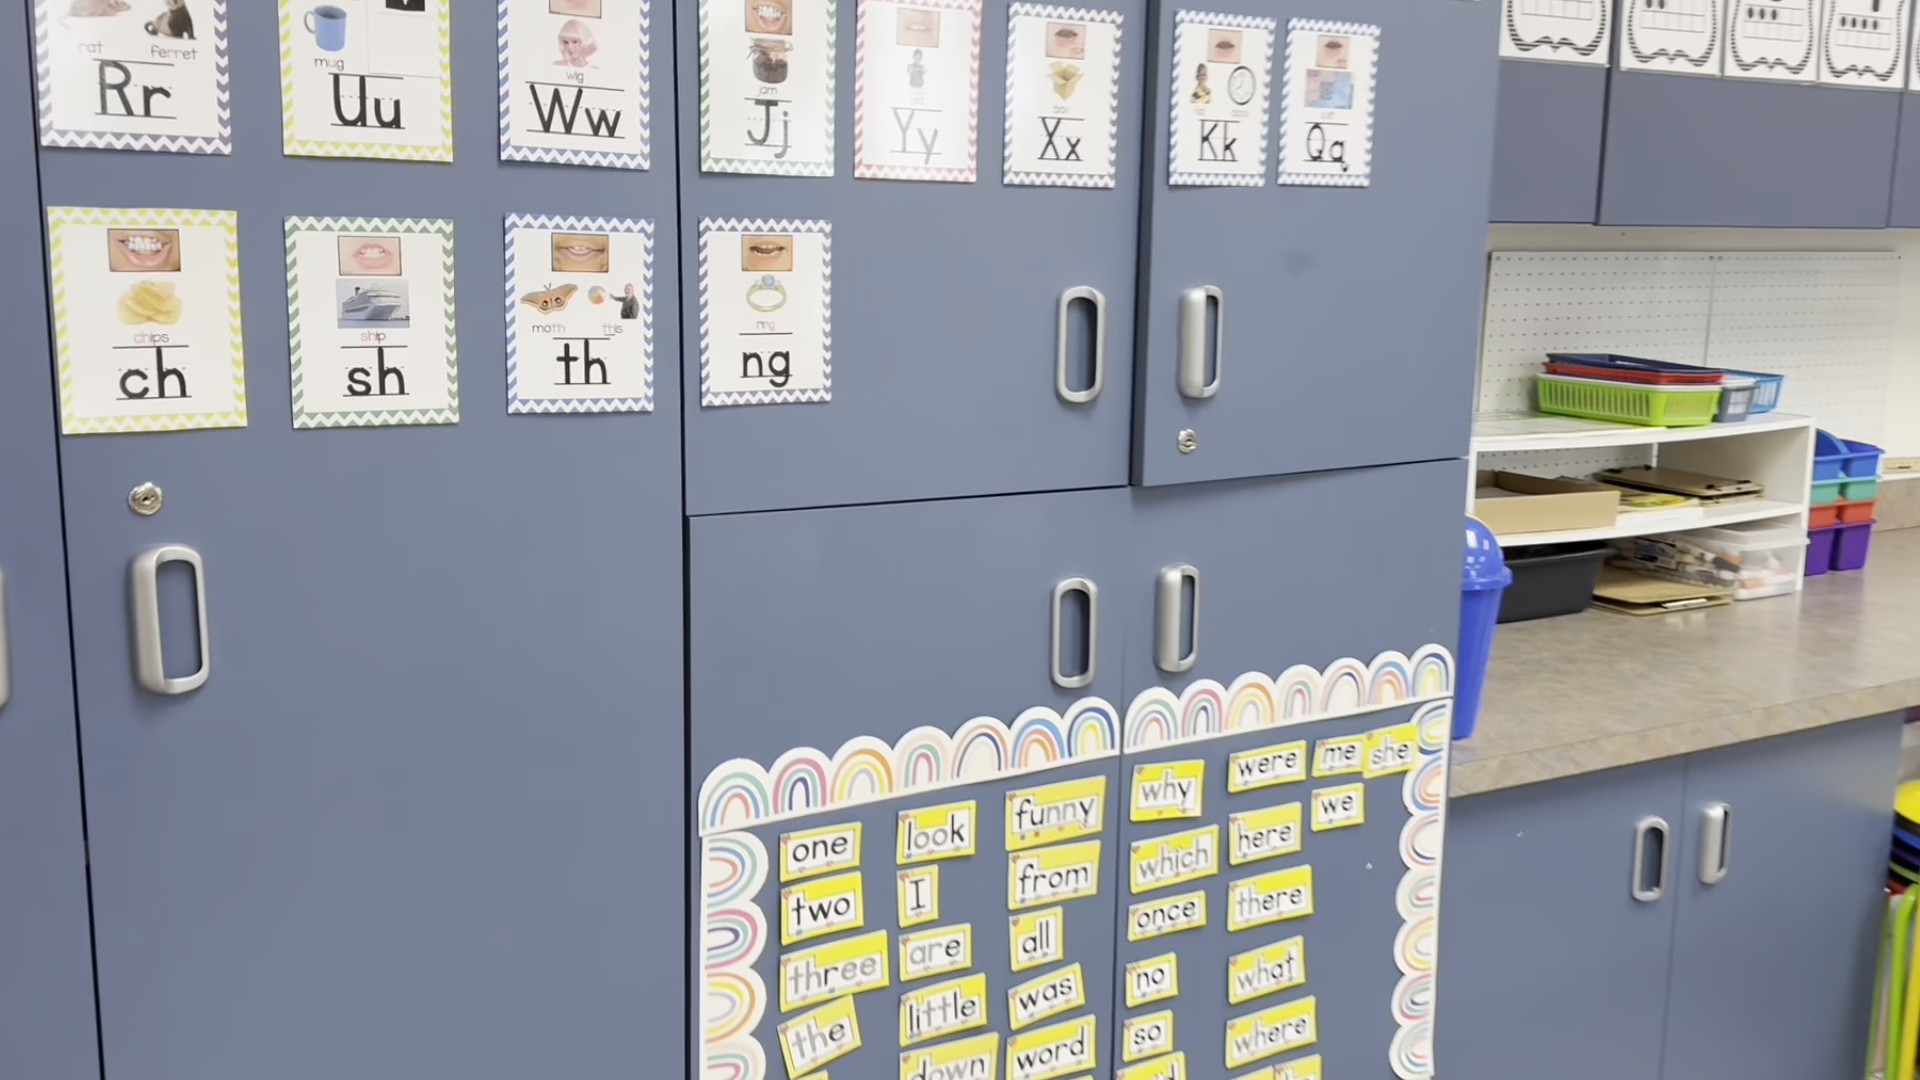 rat ferret
Rr
mug
Uu
wig
Ww
jam
Jj
Yy
box
Xx
Kk
Qq
chips
ch
ship
sh
moth this
th
ring
ng
one
two
three
the
look
I
are
little
down
funny
from
all
was
word
why
which
once
no
so
were
here
there
what
where
me she
we